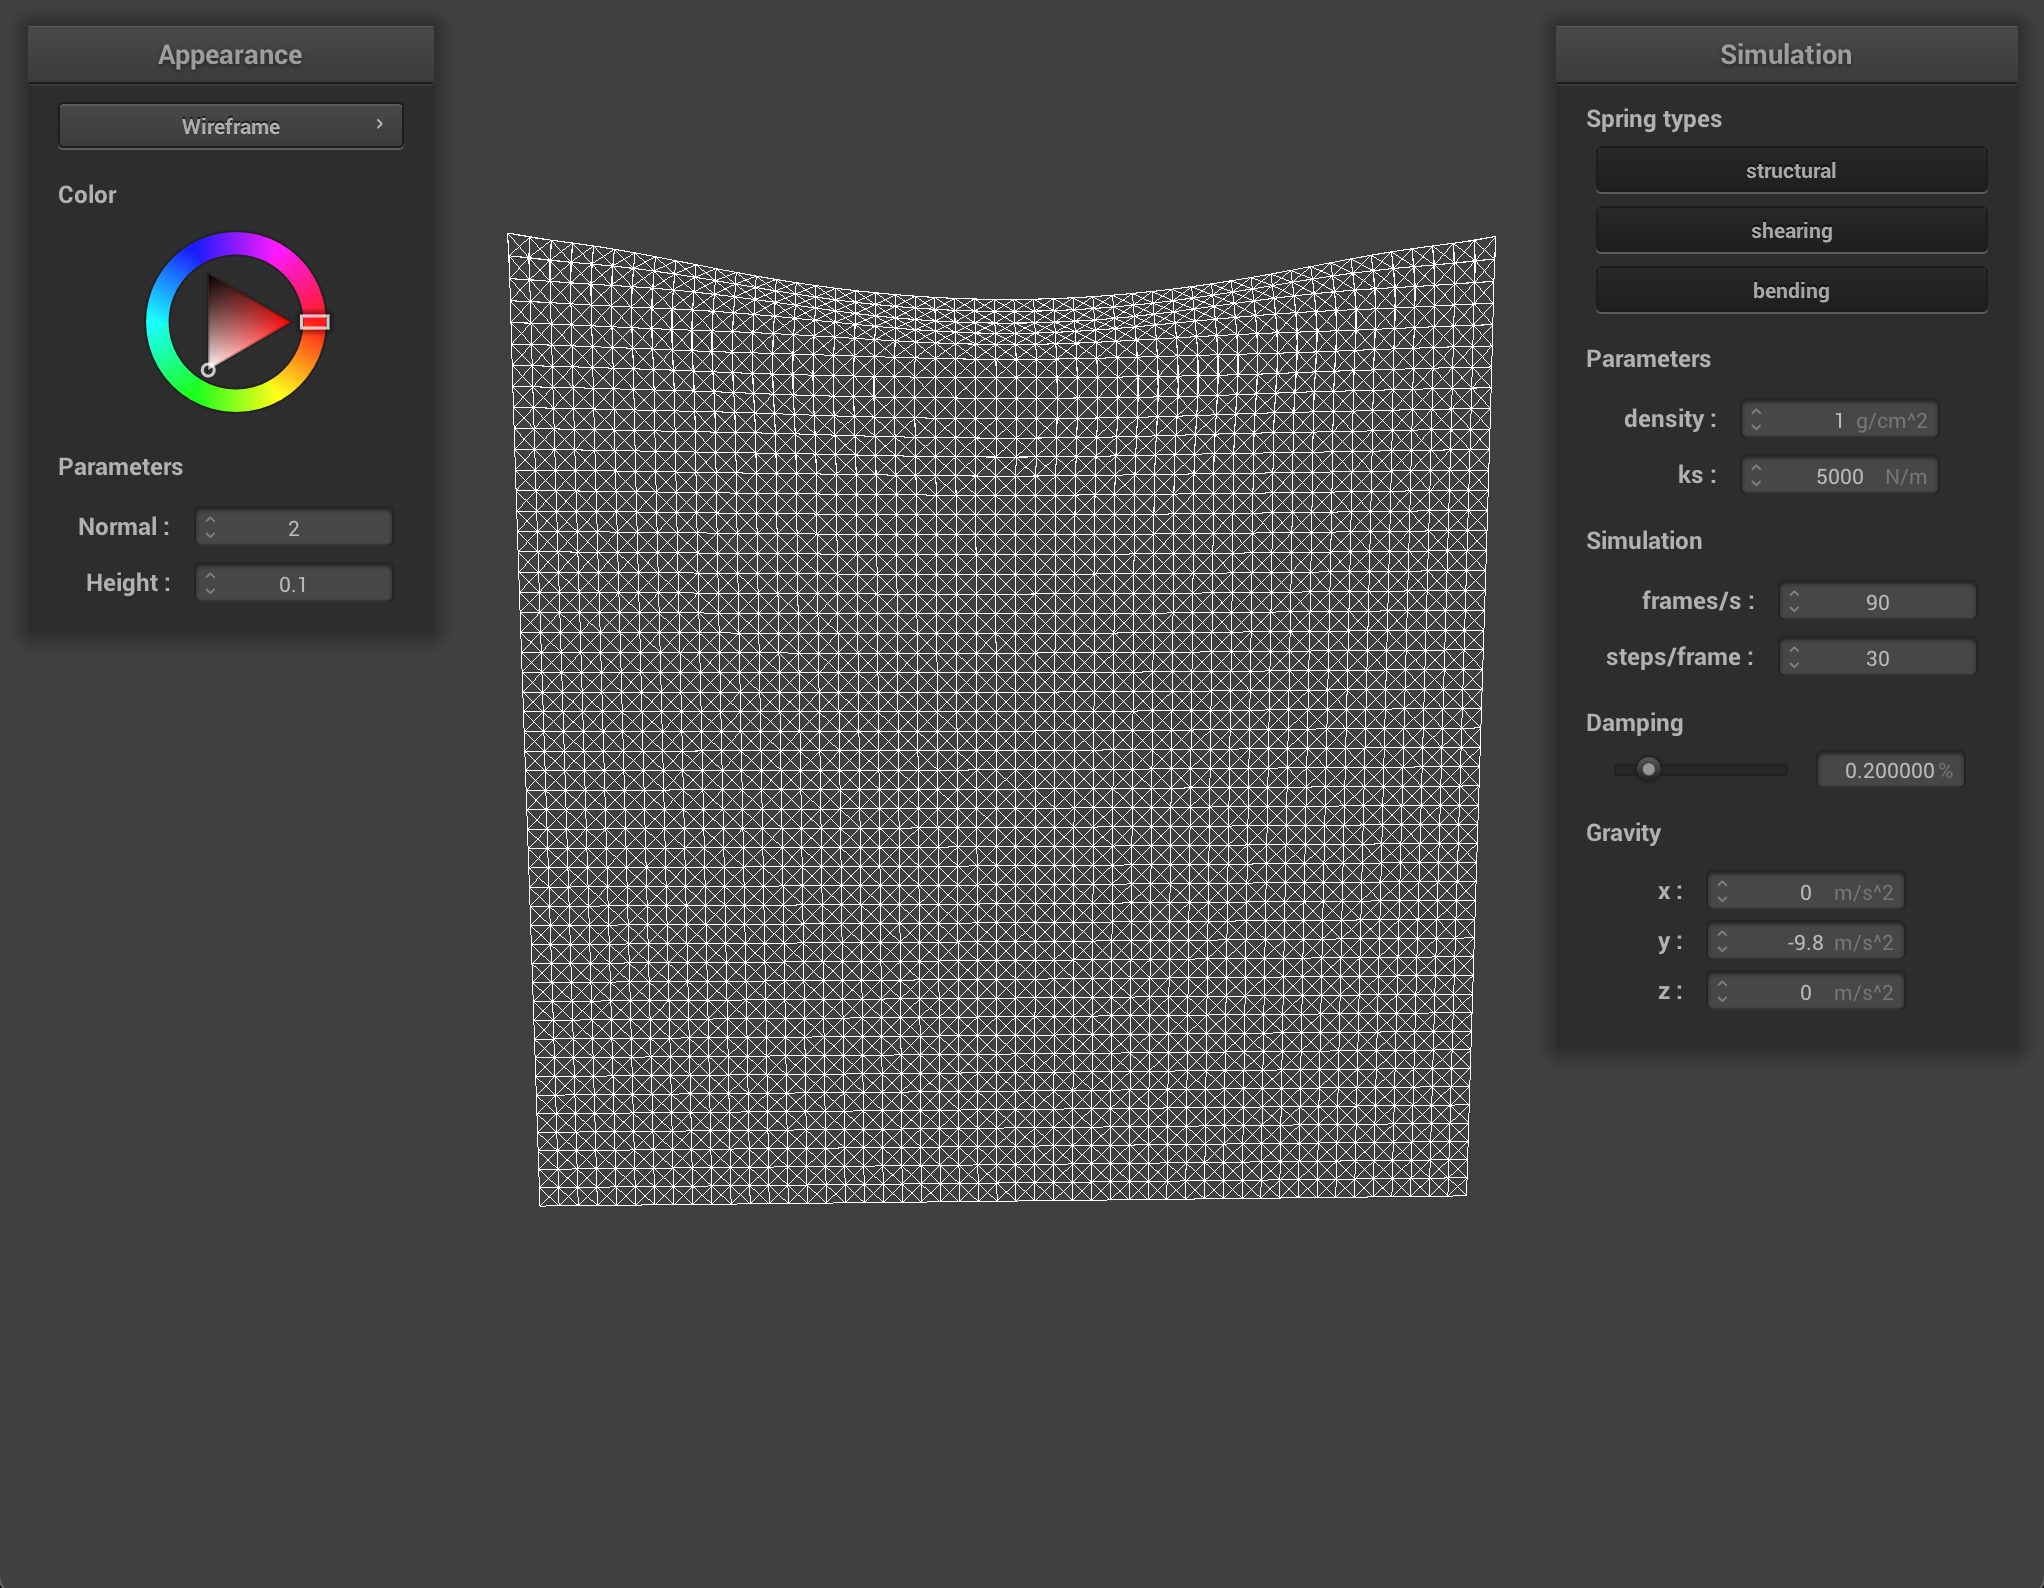 Appearance
Wireframe
Color
Parameters
Normal : 2
Height : 0.1
Simulation
Spring types
structural
shearing
bending
Parameters
density : 1 g/cm^2
ks : 5000 N/m
Simulation
frames/s : 90
steps/frame : 30
Damping
0.200000 %
Gravity
x : 0 m/s^2
y : -9.8 m/s^2
z : 0 m/s^2